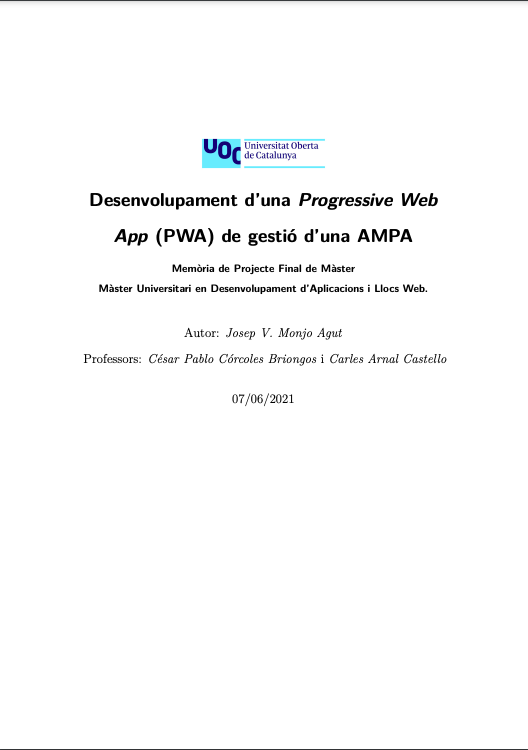 UOC Universitat Oberta
de Catalunya
Desenvolupament d'una Progressive Web
App (PWA) de gestió d'una AMPA
Memòria de Projecte Final de Màster
Màster Universitari en Desenvolupament d'Aplicacions i Llocs Web.
Autor: Josep V. Monjo Agut
Professors: César Pablo Córcoles Briongos i Carles Arnal Castello
07/06/2021